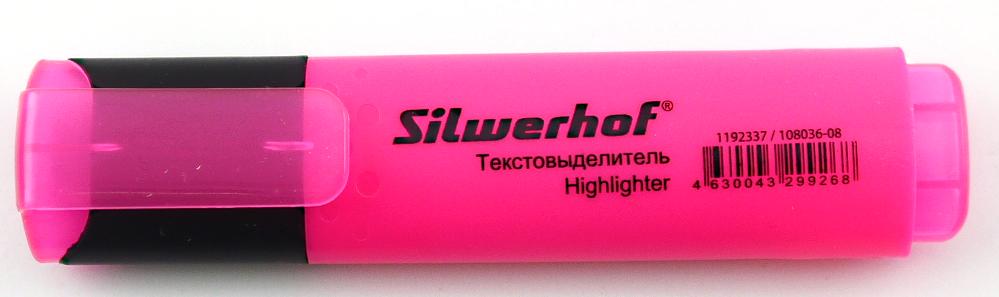 Silwerhof®
Текстовыделитель
Highlighter
1192337 / 108036-08
4 630043 299268